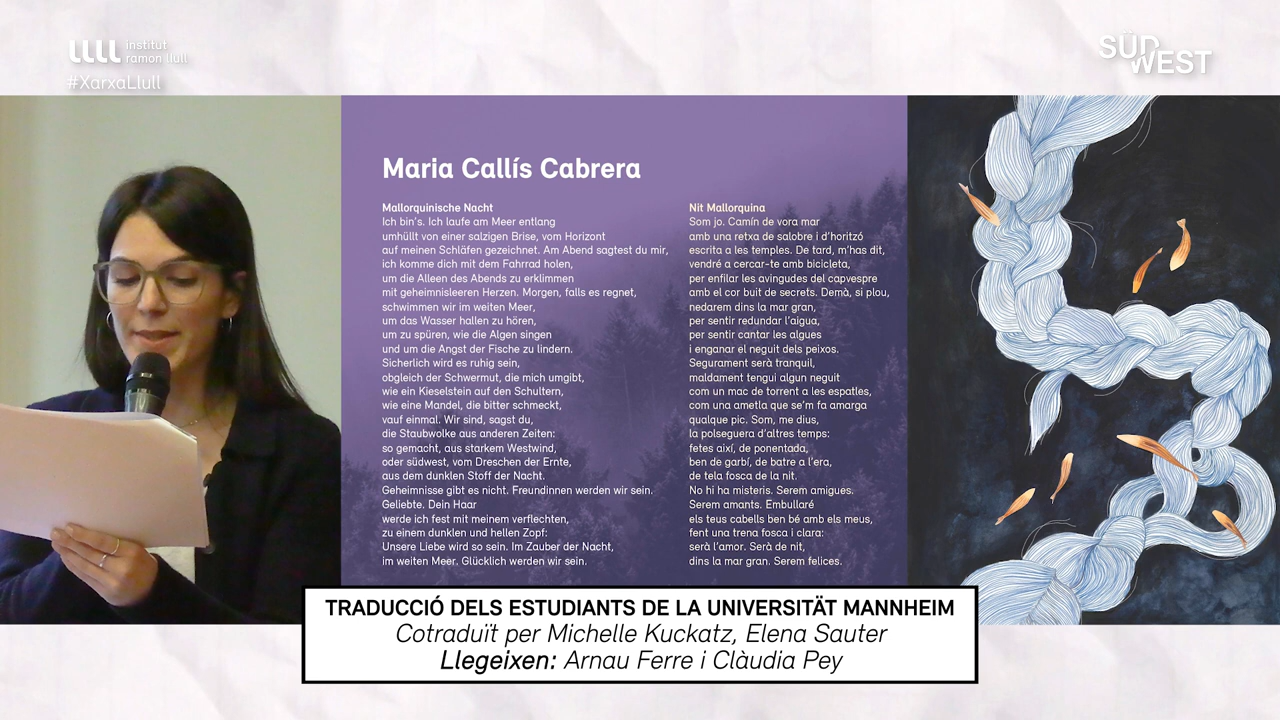 institut
ramon llull
#XarxaLlull
SÜD
WEST
Maria Callís Cabrera
Mallorquinische Nacht
Ich bin's. Ich laufe am Meer entlang
umhüllt von einer salzigen Brise, vom Horizont
auf meinen Schläfen gezeichnet. Am Abend sagtest du mir,
ich komme dich mit dem Fahrrad holen,
um die Alleen des Abends zu erklimmen
mit geheimnisleeren Herzen. Morgen, falls es regnet,
schwimmen wir im weiten Meer,
um das Wasser hallen zu hören,
um zu spüren, wie die Algen singen
und um die Angst der Fische zu lindern.
Sicherlich wird es ruhig sein,
obgleich der Schwermut, die mich umgibt,
wie ein Kieselstein auf den Schultern,
wie eine Mandel, die bitter schmeckt,
vauf einmal. Wir sind, sagst du,
die Staubwolke aus anderen Zeiten:
so gemacht, aus starkem Westwind,
oder südwest, vom Dreschen der Ernte,
aus dem dunklen Stoff der Nacht.
Geheimnisse gibt es nicht. Freundinnen werden wir sein.
Geliebte. Dein Haar
werde ich fest mit meinem verflechten,
zu einem dunklen und hellen Zopf:
Unsere Liebe wird so sein. Im Zauber der Nacht,
im weiten Meer. Glücklich werden wir sein.
Nit Mallorquina
Som jo. Camín de vora mar
amb una retxa de salobre i d'horitzó
escrita a les temples. De tard, m'has dit,
vendré a cercar-te amb bicicleta,
per enfilar les avingudes del capvespre
amb el cor buit de secrets. Demà, si plou,
nedarem dins la mar gran,
per sentir redundar l'aigua,
per sentir cantar les algues
i enganar el neguit dels peixos.
Segurament serà tranquil,
maldament tengui algun neguit
com un mac de torrent a les espatles,
com una ametla que se'm fa amarga
qualque pic. Som, me dius,
la polseguera d'altres temps:
fetes així, de ponentada,
ben de garbí, de batre a l'era,
de tela fosca de la nit.
No hi ha misteris. Serem amigues.
Serem amants. Embullaré
els teus cabells ben bé amb els meus,
fent una trena fosca i clara:
serà l'amor. Serà de nit,
dins la mar gran. Serem felices.
TRADUCCIÓ DELS ESTUDIANTS DE LA UNIVERSITÄT MANNHEIM
Cotraduït per Michelle Kuckatz, Elena Sauter
Llegeixen: Arnau Ferre i Clàudia Pey